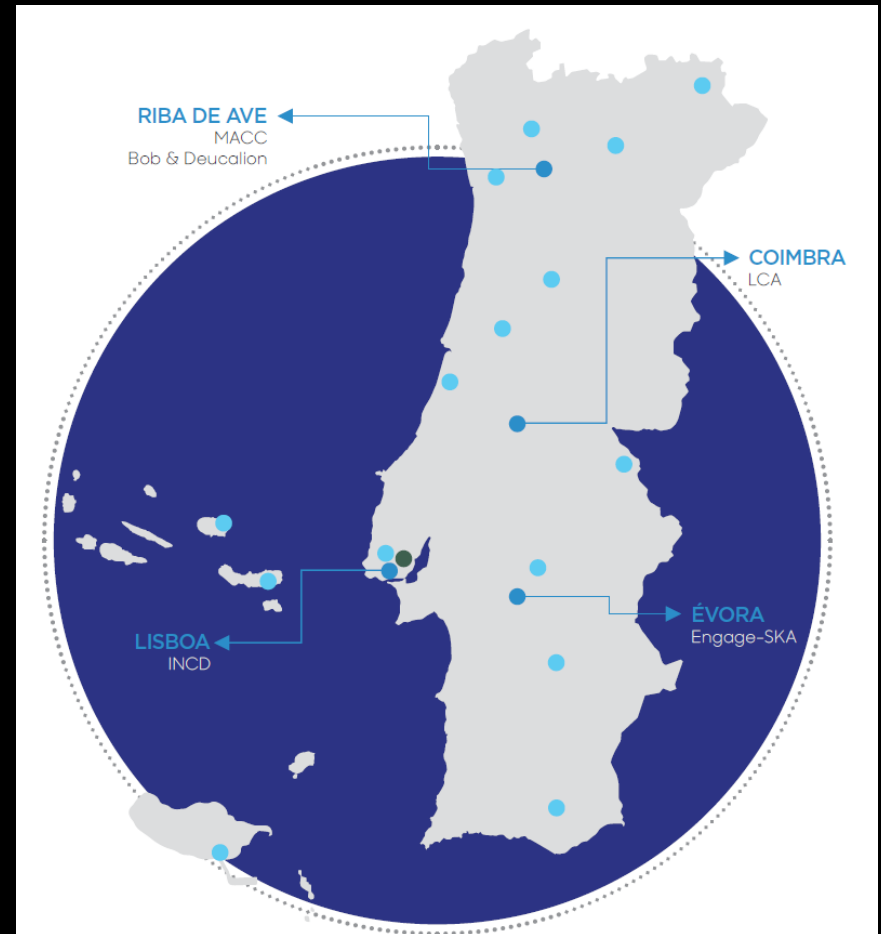 RIBA DE AVE
MACC
Bob & Deucalion
COIMBRA
LCA
LISBOA
INCD
ÉVORA
Engage-SKA